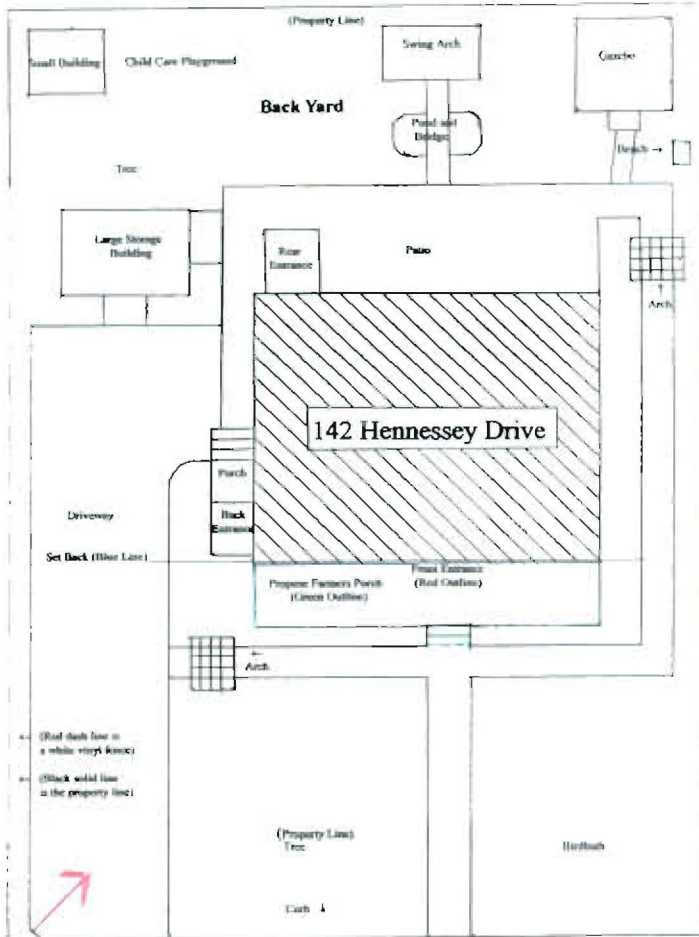 (Property Line)
Small Building
Child Care Playground
Swing Arch
Gazebo
Back Yard
Pond and
Bridge
Bench →
Tree
Large Storage
Building
Rear
Entrance
Patio
↑
Arch
142 Hennessey Drive
Porch
Back
Entrance
Driveway
Set Back (Blue Line)
Propose Farmers Porch
(Green Outline)
Front Entrance
(Red Outline)
←
Arch
← (Red dash line is
a white vinyl fence)
← (Black solid line
is the property line)
(Property Line)
Tree
Birdbath
Curb ↓